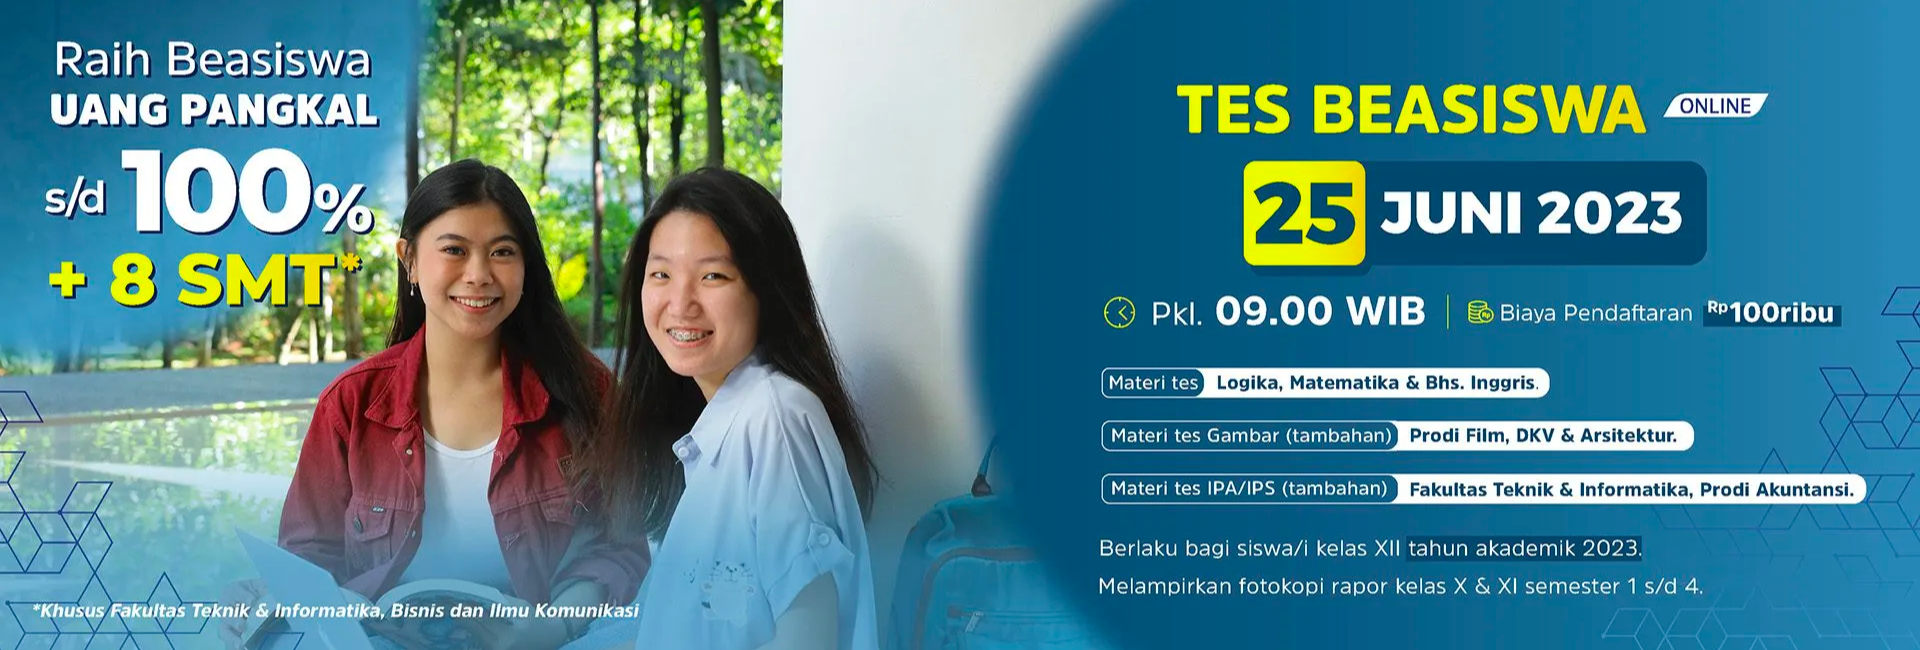 Raih Beasiswa
UANG PANGKAL
s/d 100%
+ 8 SMT*
*Khusus Fakultas Teknik & Informatika, Bisnis dan Ilmu Komunikasi
TES BEASISWA ONLINE
25 JUNI 2023
Pkl. 09.00 WIB Biaya Pendaftaran Rp100ribu
Materi tes Logika, Matematika & Bhs. Inggris.
Materi tes Gambar (tambahan) Prodi Film, DKV & Arsitektur.
Materi tes IPA/IPS (tambahan) Fakultas Teknik & Informatika, Prodi Akuntansi.
Berlaku bagi siswa/i kelas XII tahun akademik 2023.
Melampirkan fotokopi rapor kelas X & XI semester 1 s/d 4.